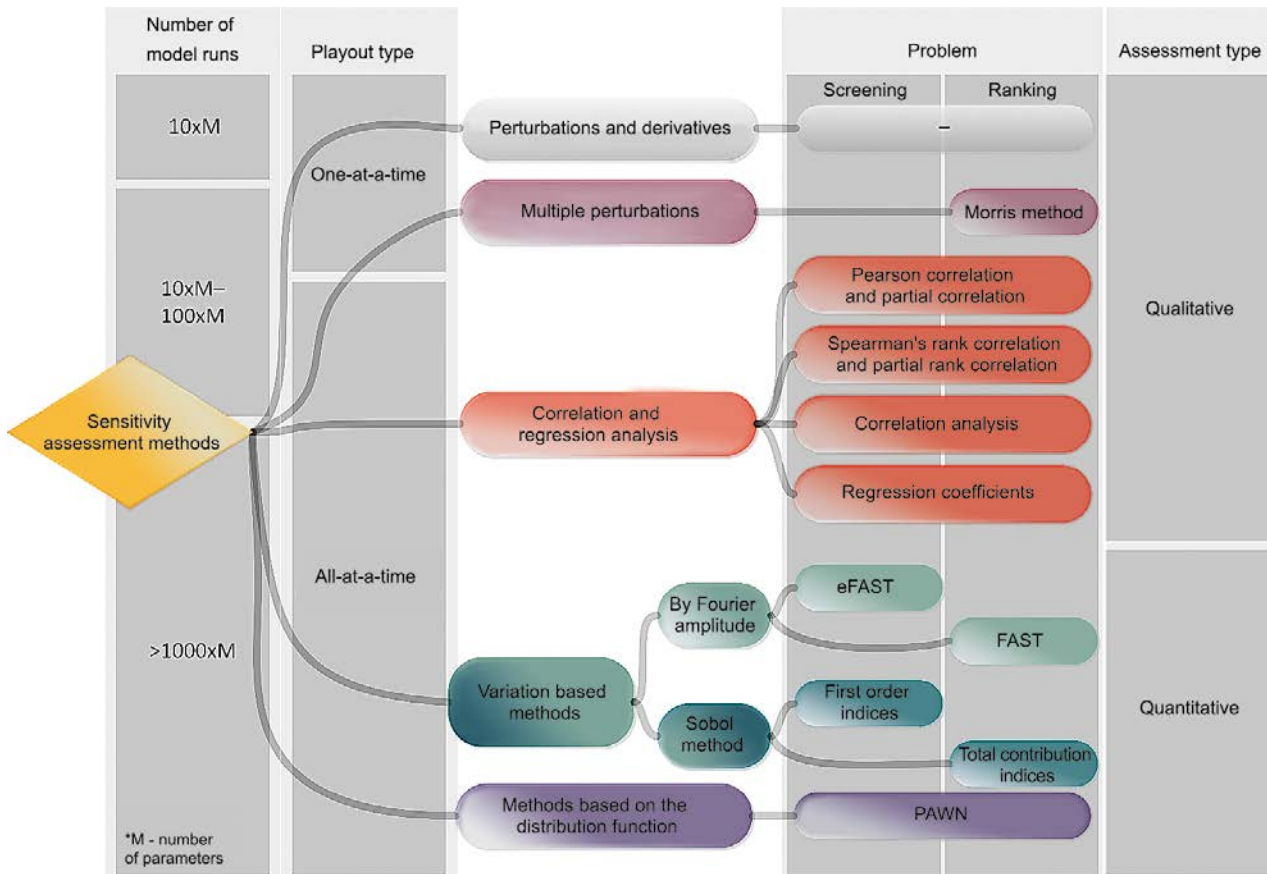 Number of
model runs
Playout type
Problem
Assessment type
Screening
Ranking
10xM
Perturbations and derivatives
–
One-at-a-time
Multiple perturbations
Morris method
10xM–
100xM
Pearson correlation
and partial correlation
Qualitative
Spearman's rank correlation
and partial rank correlation
Sensitivity
assessment methods
Correlation and
regression analysis
Correlation analysis
Regression coefficients
All-at-a-time
eFAST
By Fourier
amplitude
FAST
>1000xM
Variation based
methods
First order
indices
Quantitative
Sobol
method
Total contribution
indices
Methods based on the
distribution function
PAWN
*M - number
of parameters